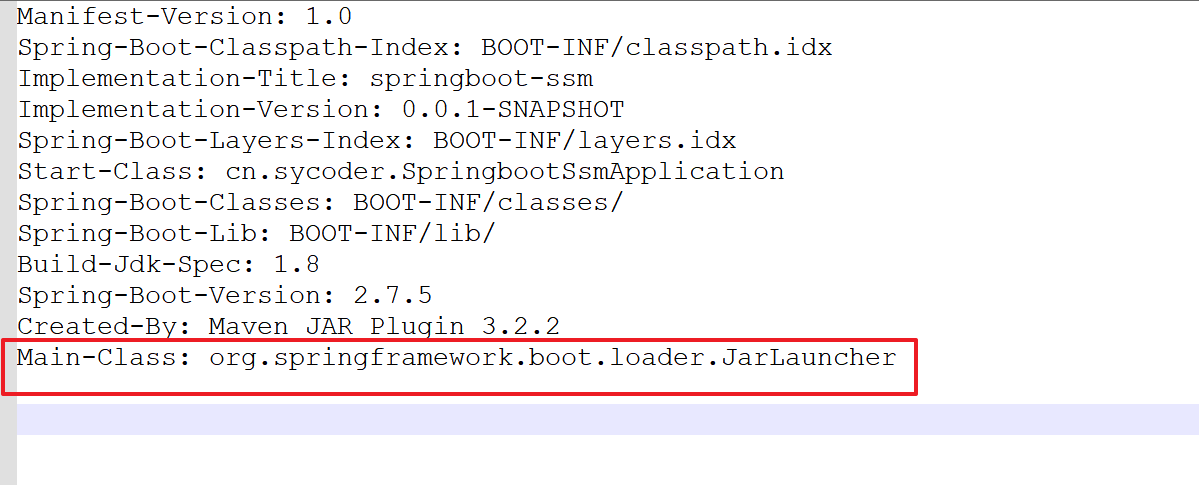 Manifest-Version: 1.0
Spring-Boot-Classpath-Index: BOOT-INF/classpath.idx
Implementation-Title: springboot-ssm
Implementation-Version: 0.0.1-SNAPSHOT
Spring-Boot-Layers-Index: BOOT-INF/layers.idx
Start-Class: cn.sycoder.SpringbootSsmApplication
Spring-Boot-Classes: BOOT-INF/classes/
Spring-Boot-Lib: BOOT-INF/lib/
Build-Jdk-Spec: 1.8
Spring-Boot-Version: 2.7.5
Created-By: Maven JAR Plugin 3.2.2
Main-Class: org.springframework.boot.loader.JarLauncher